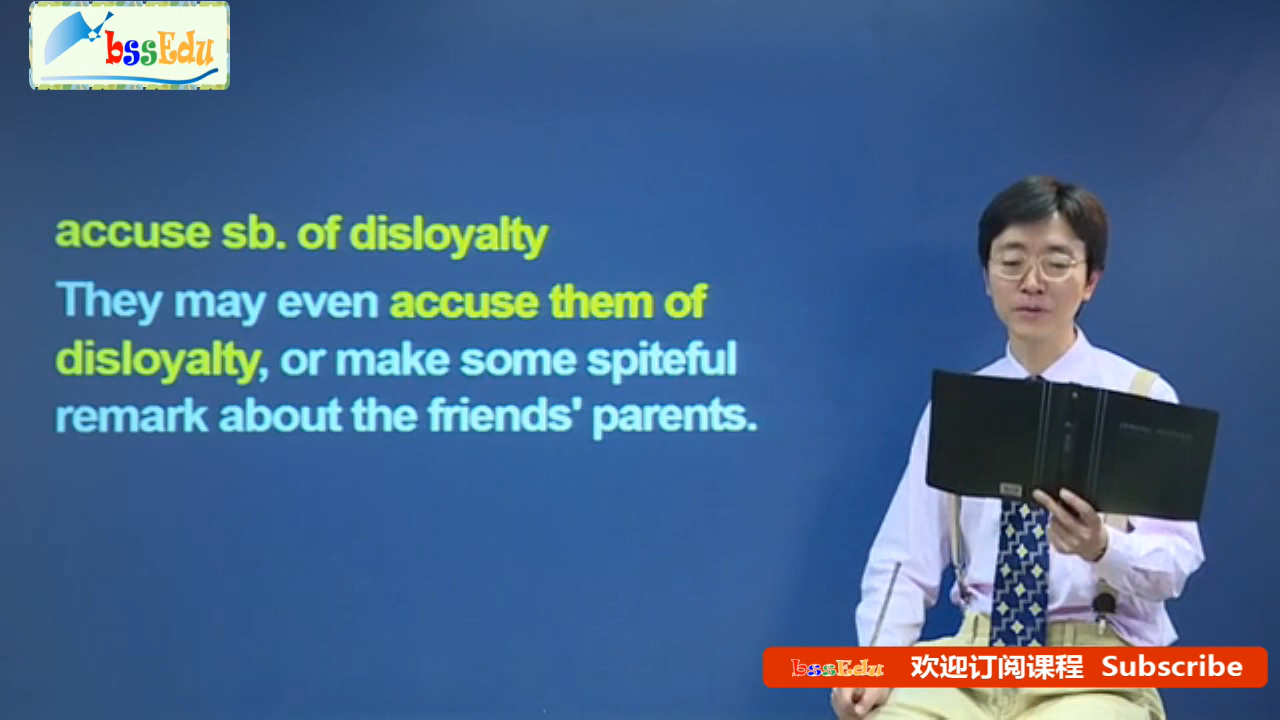 bssEdu
accuse sb. of disloyalty
They may even accuse them of
disloyalty, or make some spiteful
remark about the friends' parents.
bssEdu 欢迎订阅课程 Subscribe